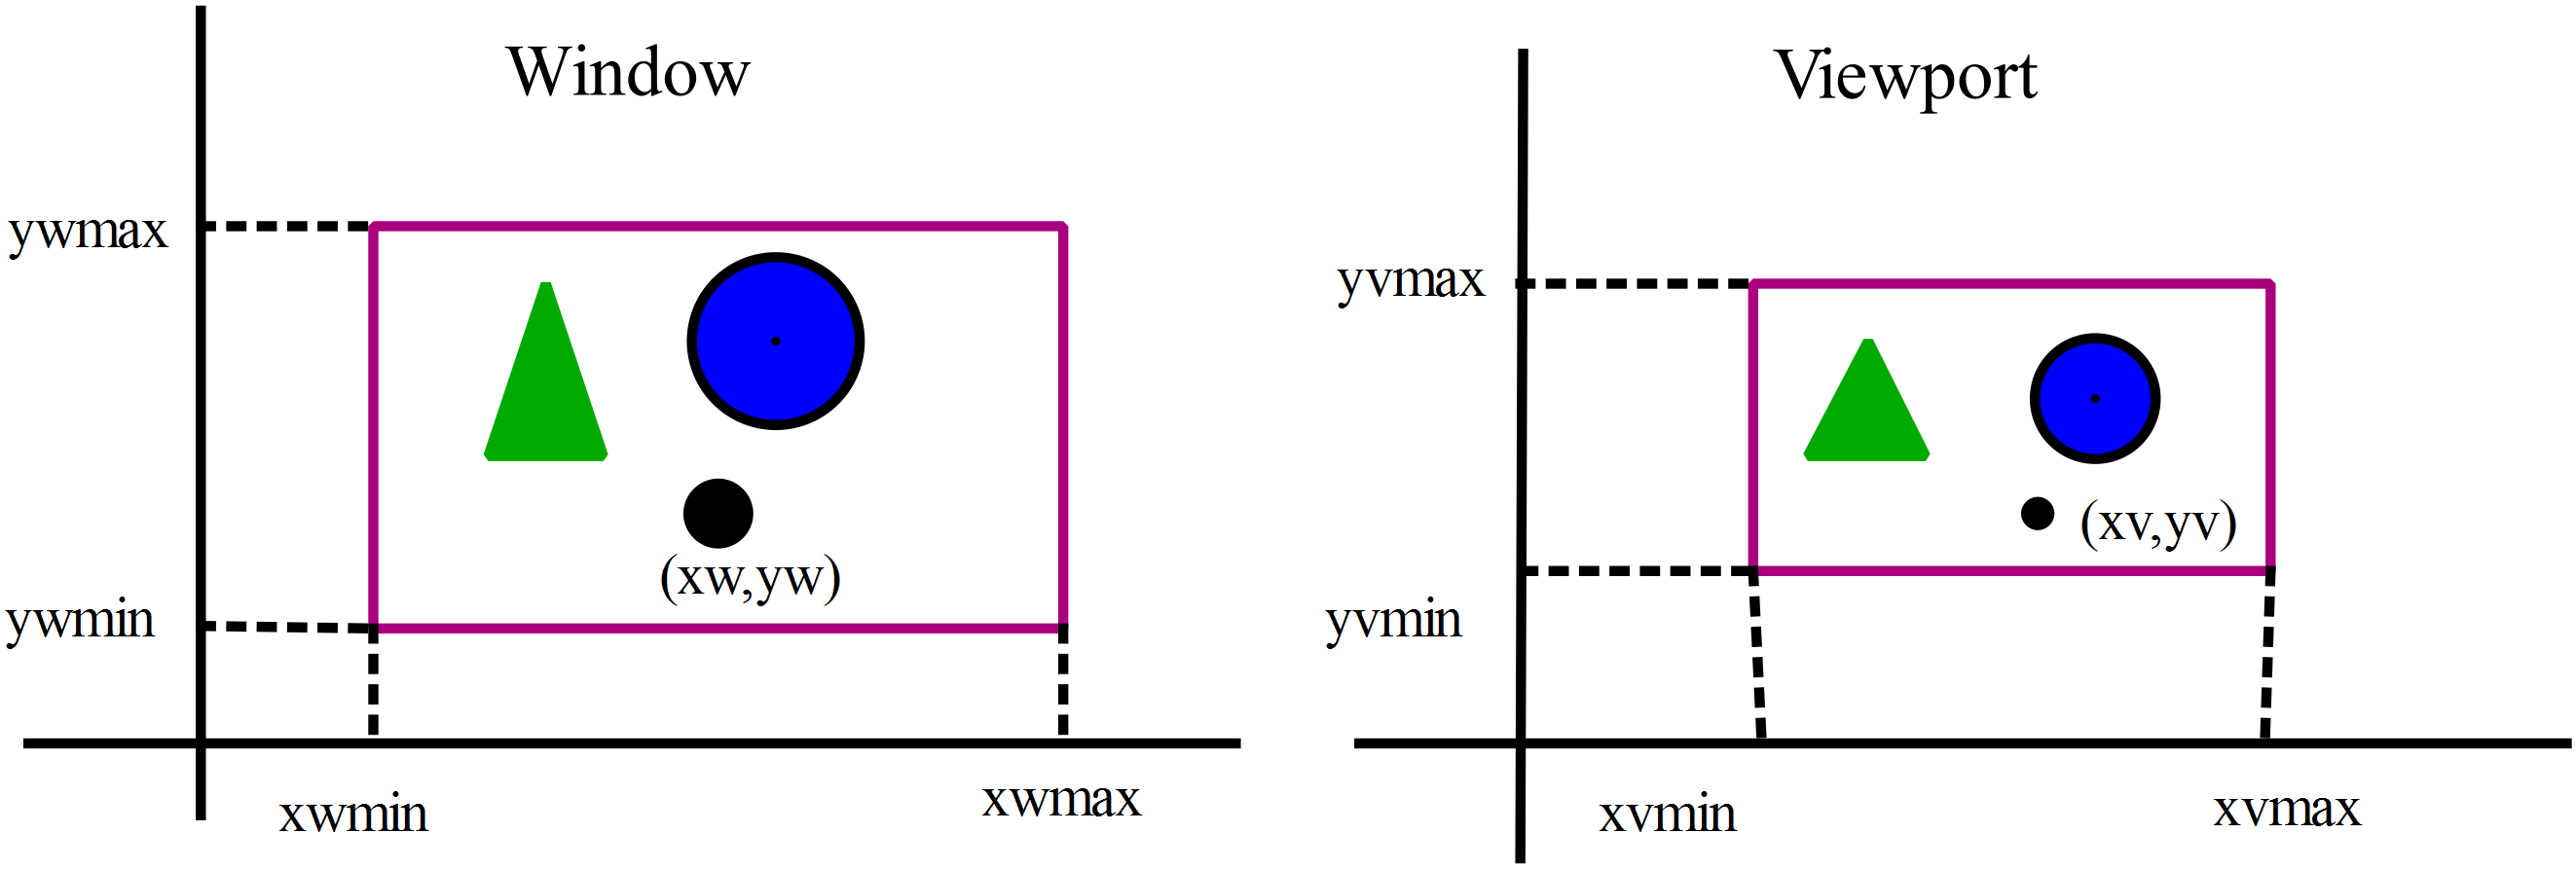 Window
ywmax
(xw,yw)
ywmin
xwmin
xwmax
Viewport
yvmax
(xv,yv)
yvmin
xvmin
xvmax